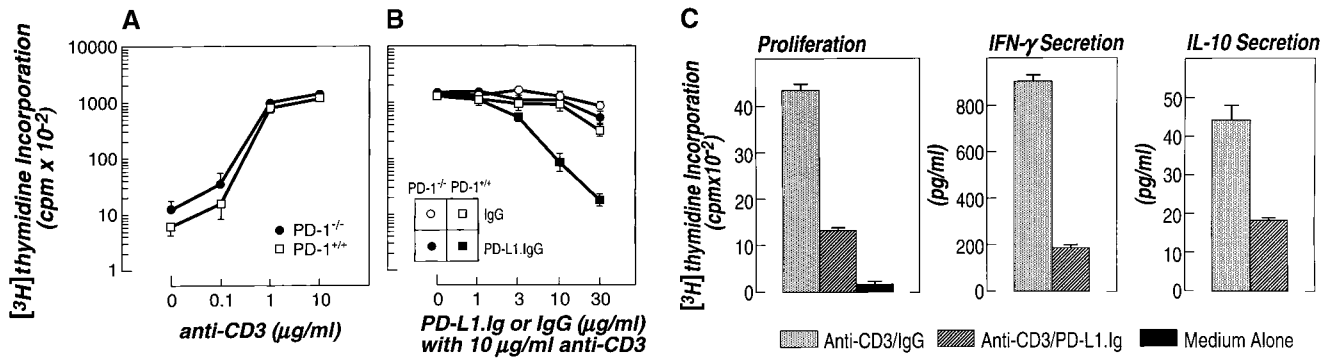 A
[³H]thymidine Incorporation
(cpm x 10⁻²)
10000
1000
100
10
1
PD-1⁻/⁻
PD-1⁺/⁺
0 0.1 1 10
anti-CD3 (µg/ml)
B
PD-1⁻/⁻ PD-1⁺/⁺
IgG
PD-L1.IgG
0 1 3 10 30
PD-L1.Ig or IgG (µg/ml)
with 10 µg/ml anti-CD3
C
Proliferation
[³H]thymidine Incorporation
(cpmx10⁻²)
40
30
20
10
0
IFN-γ Secretion
(pg/ml)
800
600
400
200
0
IL-10 Secretion
(pg/ml)
50
40
30
20
10
0
Anti-CD3/IgG Anti-CD3/PD-L1.Ig Medium Alone